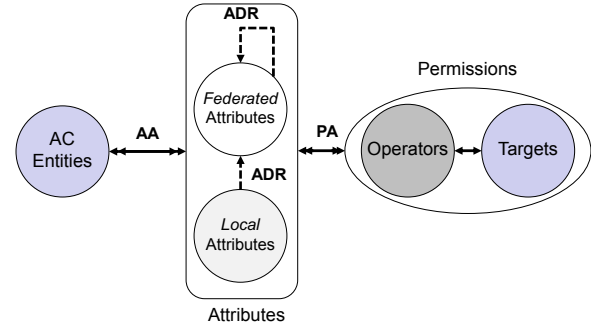 ADR
Permissions
Federated
Attributes
AC
Entities
AA
PA
Operators
Targets
ADR
Local
Attributes
Attributes